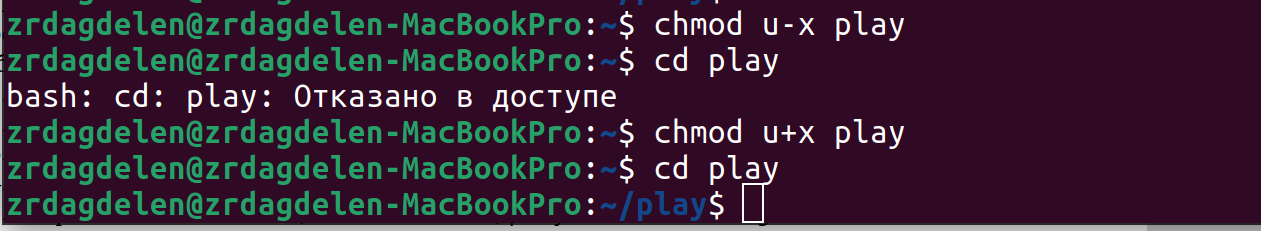 zrdagdelen@zrdagdelen-MacBookPro:~$ chmod u-x play
zrdagdelen@zrdagdelen-MacBookPro:~$ cd play
bash: cd: play: Отказано в доступе
zrdagdelen@zrdagdelen-MacBookPro:~$ chmod u+x play
zrdagdelen@zrdagdelen-MacBookPro:~$ cd play
zrdagdelen@zrdagdelen-MacBookPro:~/play$